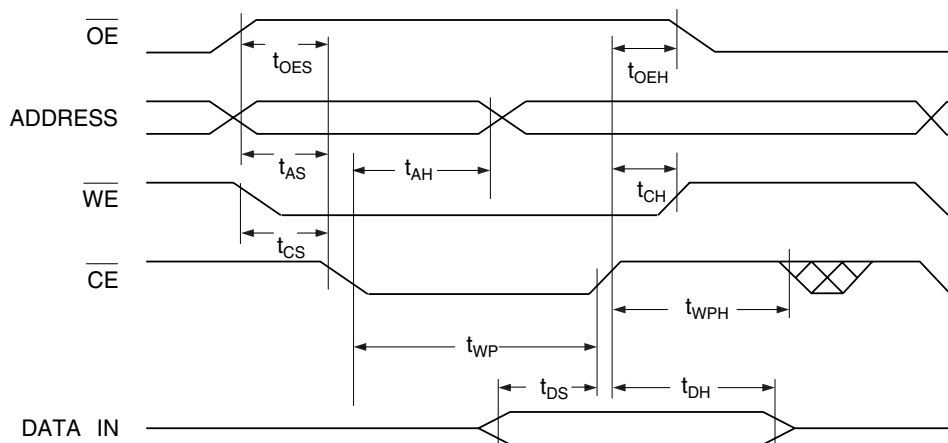 OE
tOES
tOEH
ADDRESS
tAS
tAH
tCH
WE
tCS
CE
tWPH
tWP
tDS
tDH
DATA IN